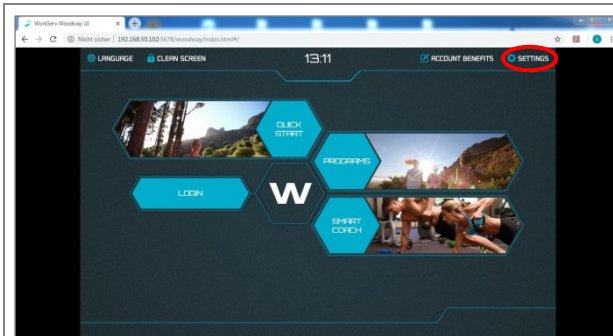 WorkServ Woodway UI
Nicht sicher | 192.168.50.102:5678/woodway/index.html#/
LANGUAGE CLEAN SCREEN 13:11 ACCOUNT BENEFITS SETTINGS
QUICK
START
PROGRAMS
LOGIN
W
SMART
COACH